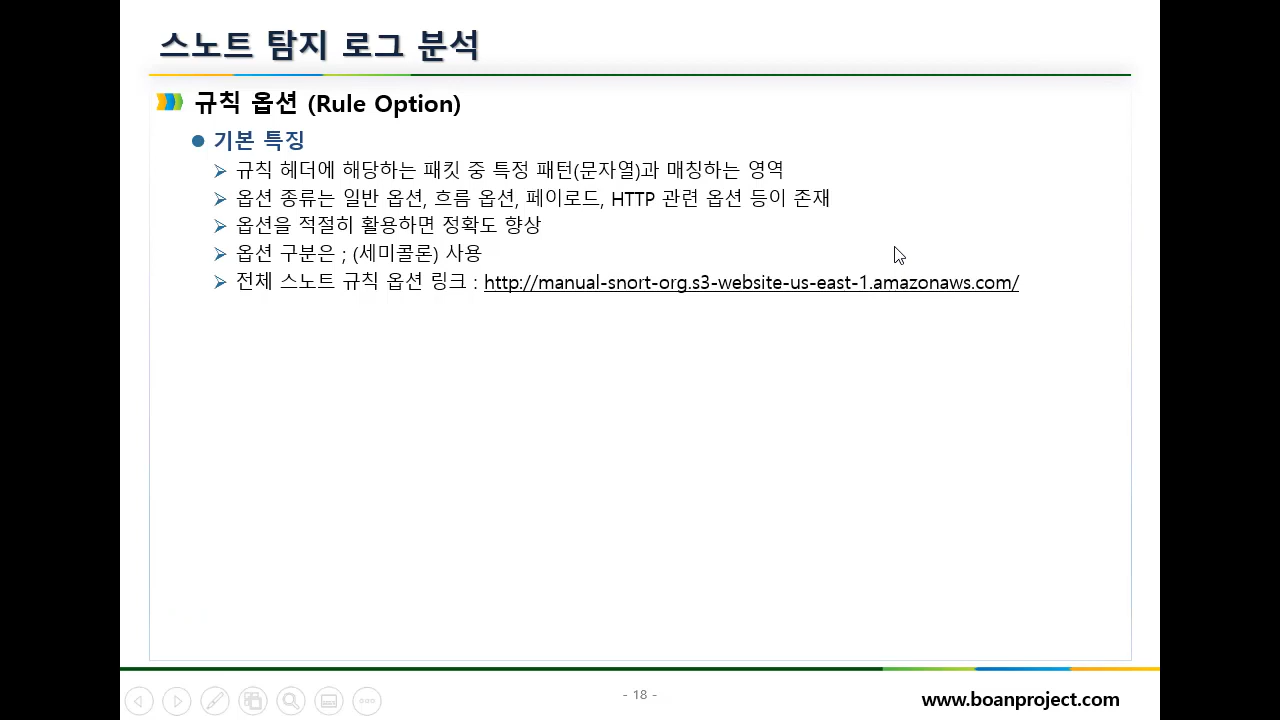 스노트 탐지 로그 분석
규칙 옵션 (Rule Option)
기본 특징
규칙 헤더에 해당하는 패킷 중 특정 패턴(문자열)과 매칭하는 영역
옵션 종류는 일반 옵션, 흐름 옵션, 페이로드, HTTP 관련 옵션 등이 존재
옵션을 적절히 활용하면 정확도 향상
옵션 구분은 ; (세미콜론) 사용
전체 스노트 규칙 옵션 링크 : http://manual-snort-org.s3-website-us-east-1.amazonaws.com/
- 18 -
www.boanproject.com